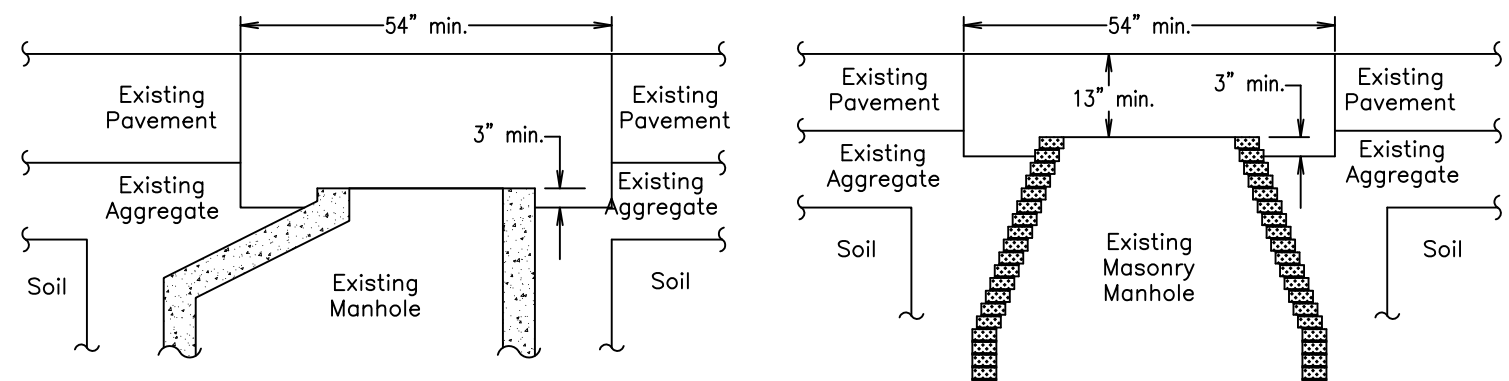 54" min.
Existing
Pavement
Existing
Pavement
3" min.
Existing
Aggregate
Existing
Aggregate
Soil
Existing
Manhole
Soil
54" min.
Existing
Pavement
13" min.
3" min.
Existing
Pavement
Existing
Aggregate
Existing
Aggregate
Soil
Existing
Masonry
Manhole
Soil